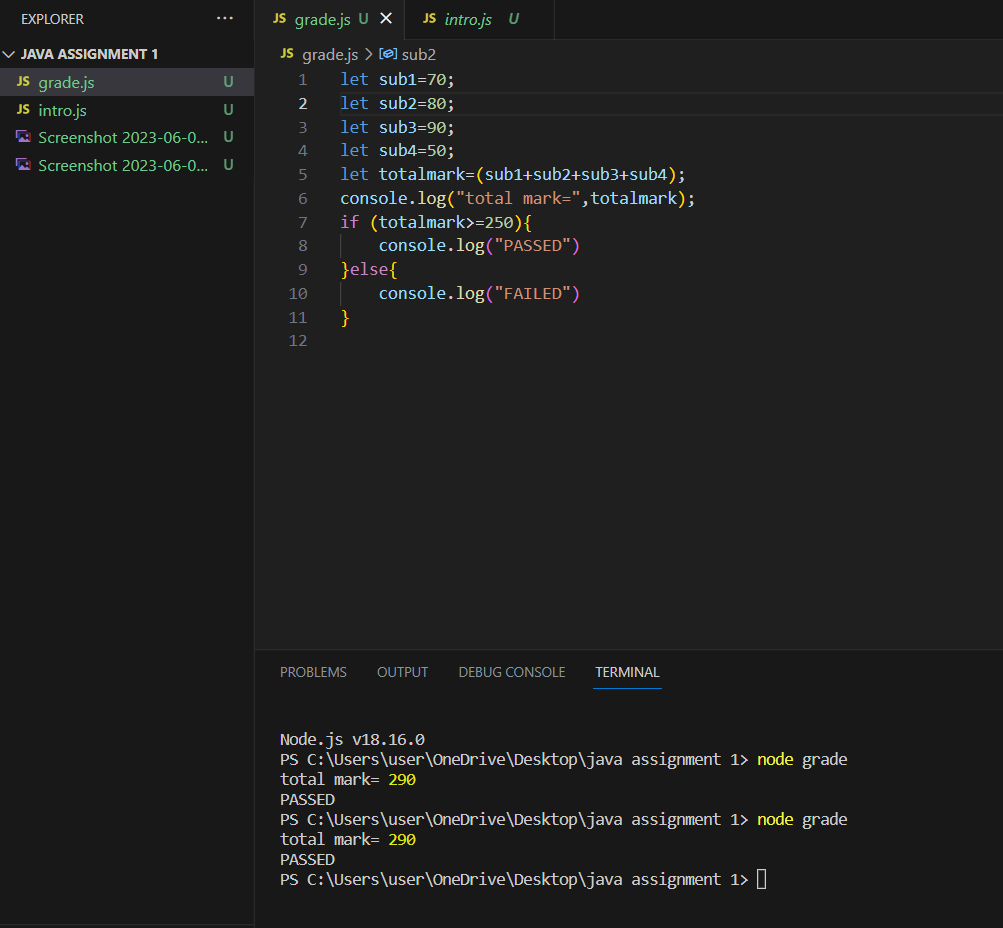 EXPLORER ...
JAVA ASSIGNMENT 1
JS grade.js U
JS intro.js U
Screenshot 2023-06-0... U
Screenshot 2023-06-0... U
JS grade.js U JS intro.js U
JS grade.js > sub2
1 let sub1=70;
2 let sub2=80;
3 let sub3=90;
4 let sub4=50;
5 let totalmark=(sub1+sub2+sub3+sub4);
6 console.log("total mark=",totalmark);
7 if (totalmark>=250){
8     console.log("PASSED")
9 }else{
10     console.log("FAILED")
11 }
12
PROBLEMS OUTPUT DEBUG CONSOLE TERMINAL
Node.js v18.16.0
PS C:\Users\user\OneDrive\Desktop\java assignment 1> node grade
total mark= 290
PASSED
PS C:\Users\user\OneDrive\Desktop\java assignment 1> node grade
total mark= 290
PASSED
PS C:\Users\user\OneDrive\Desktop\java assignment 1>